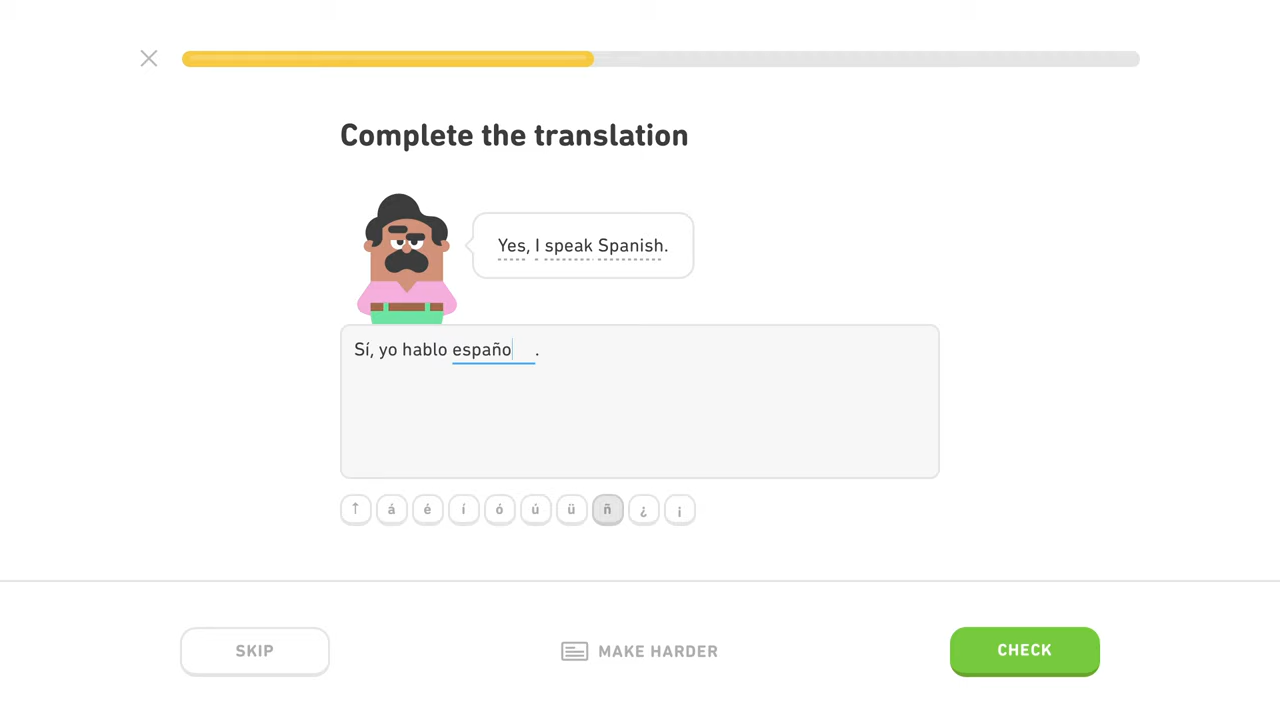 Complete the translation
Yes, I speak Spanish.
Sí, yo hablo españo .
↑ á é í ó ú ü ñ ¿ ¡
SKIP
MAKE HARDER
CHECK